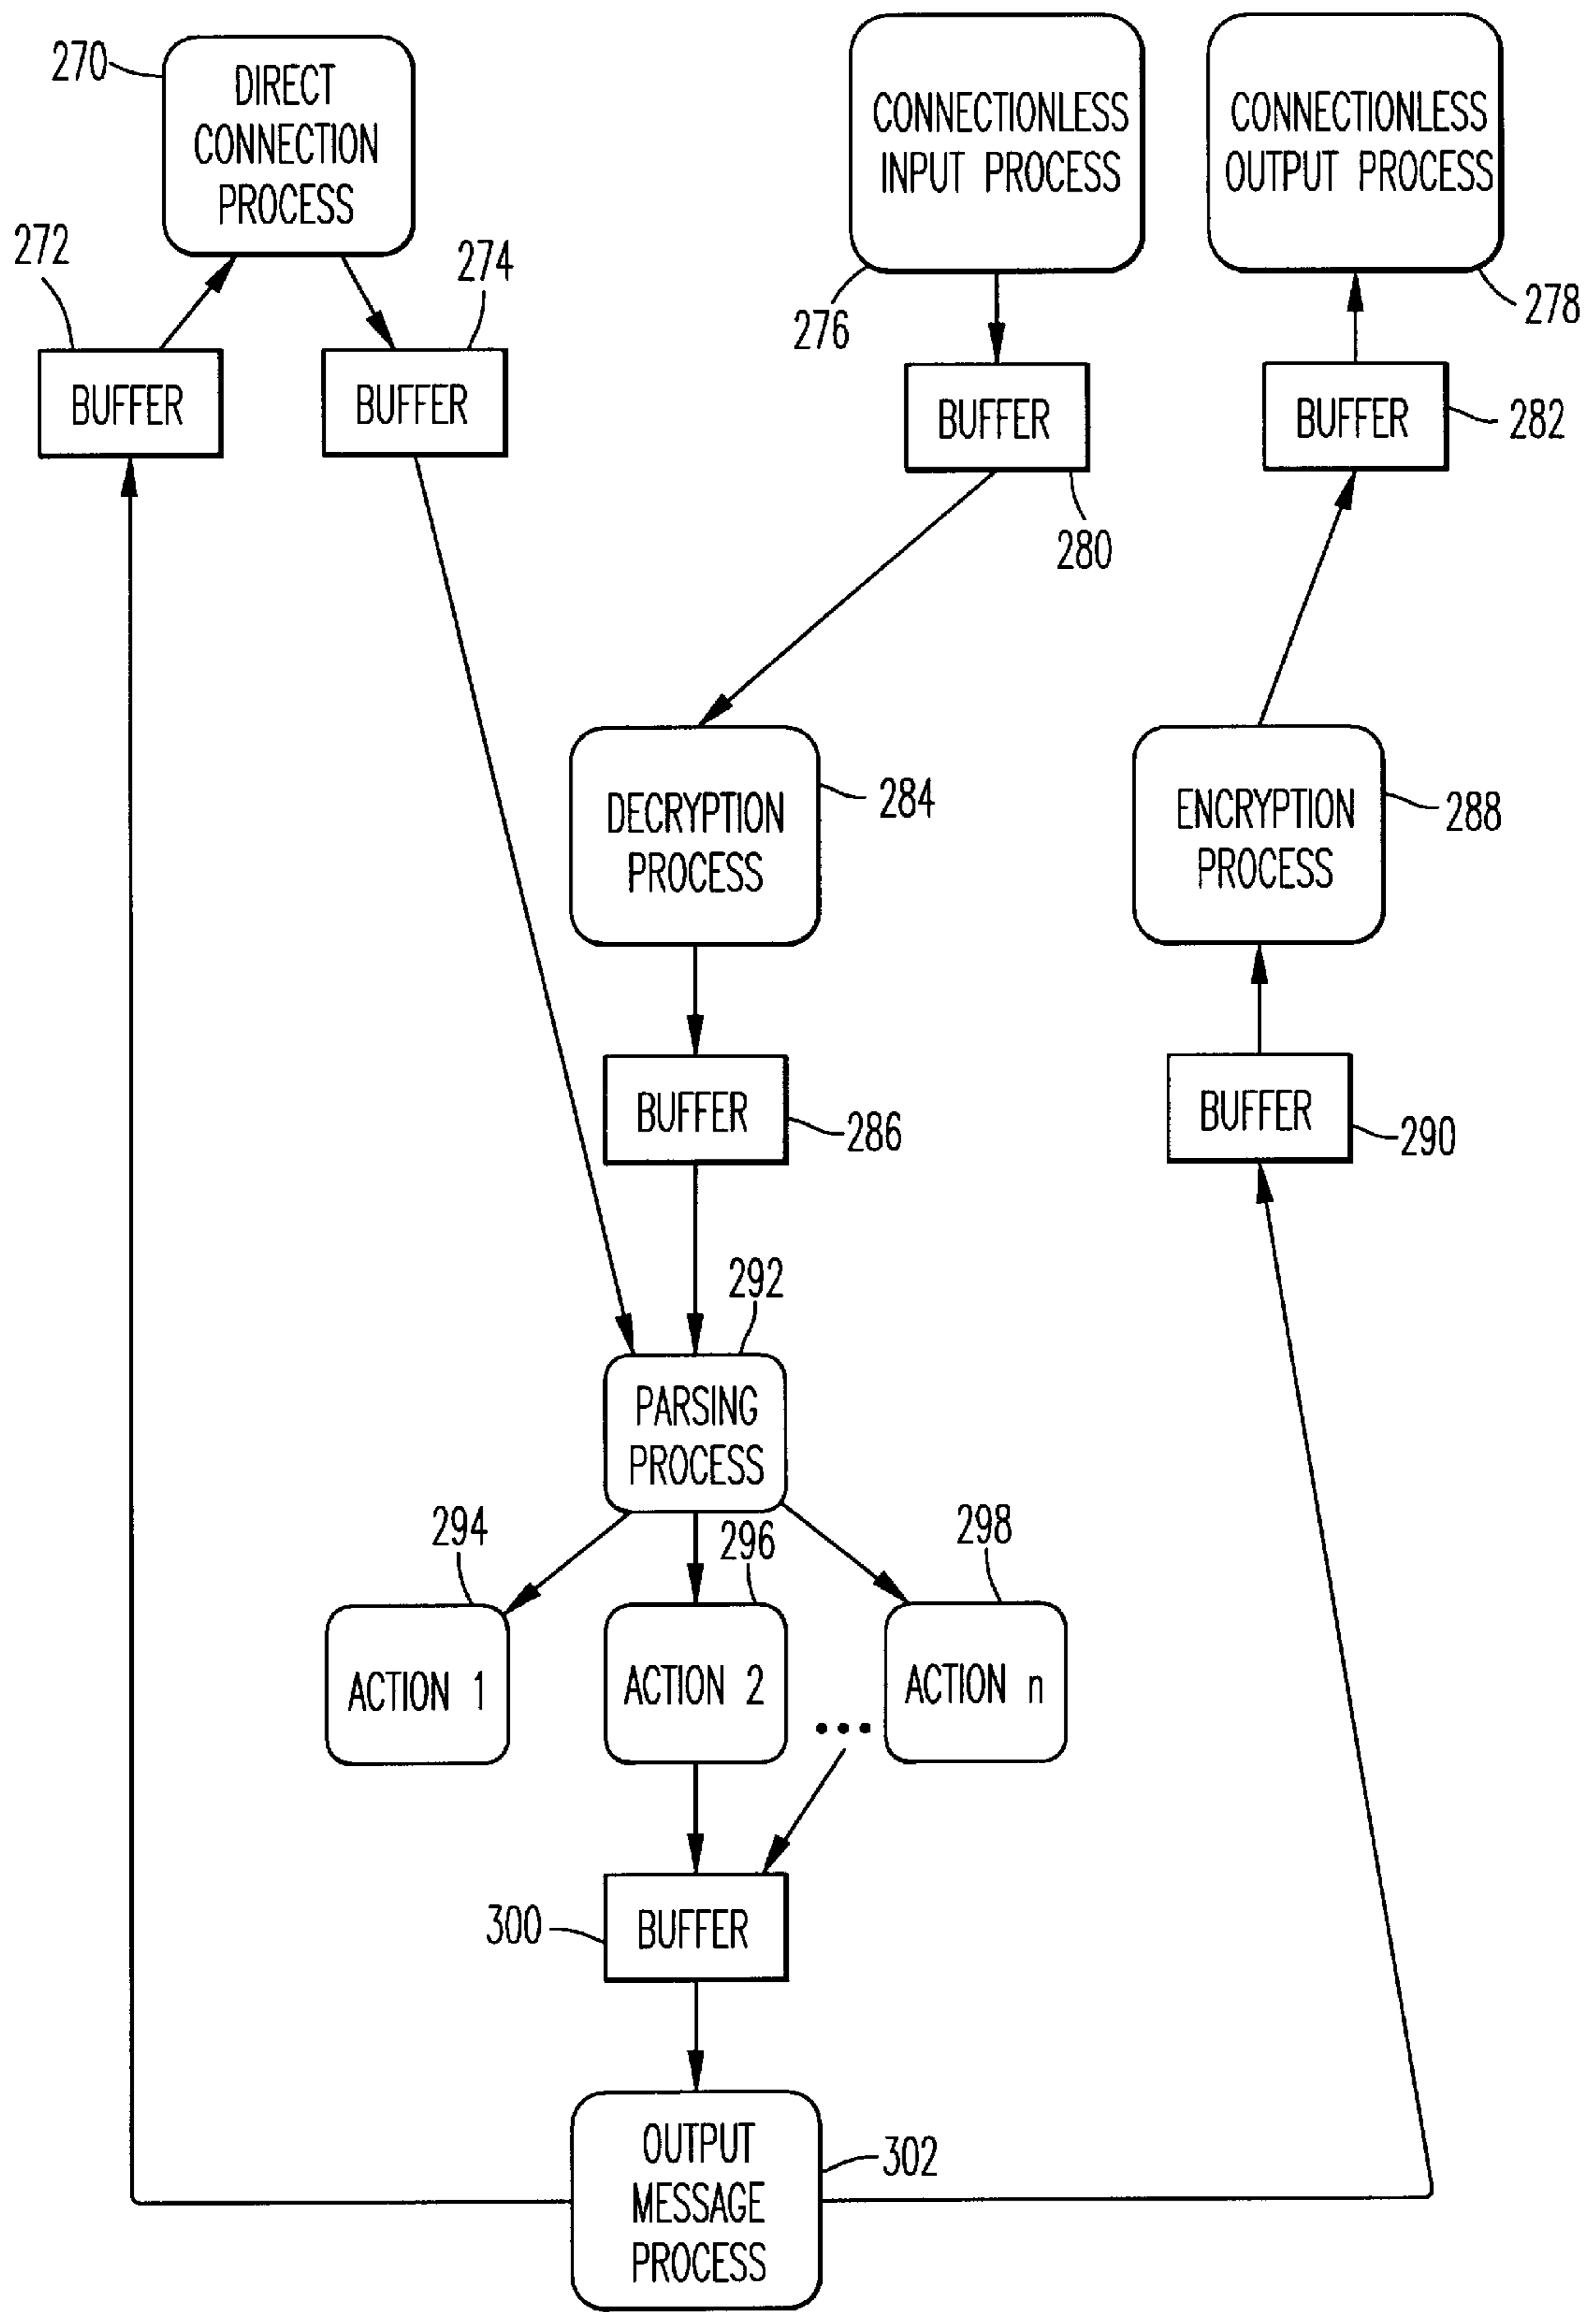 270
DIRECT
CONNECTION
PROCESS
CONNECTIONLESS
INPUT PROCESS
CONNECTIONLESS
OUTPUT PROCESS
272
274
276
278
BUFFER
BUFFER
BUFFER
BUFFER
282
280
DECRYPTION
PROCESS
284
ENCRYPTION
PROCESS
288
BUFFER
286
BUFFER
290
292
PARSING
PROCESS
294
296
298
ACTION 1
ACTION 2
...
ACTION n
300
BUFFER
OUTPUT
MESSAGE
PROCESS
302